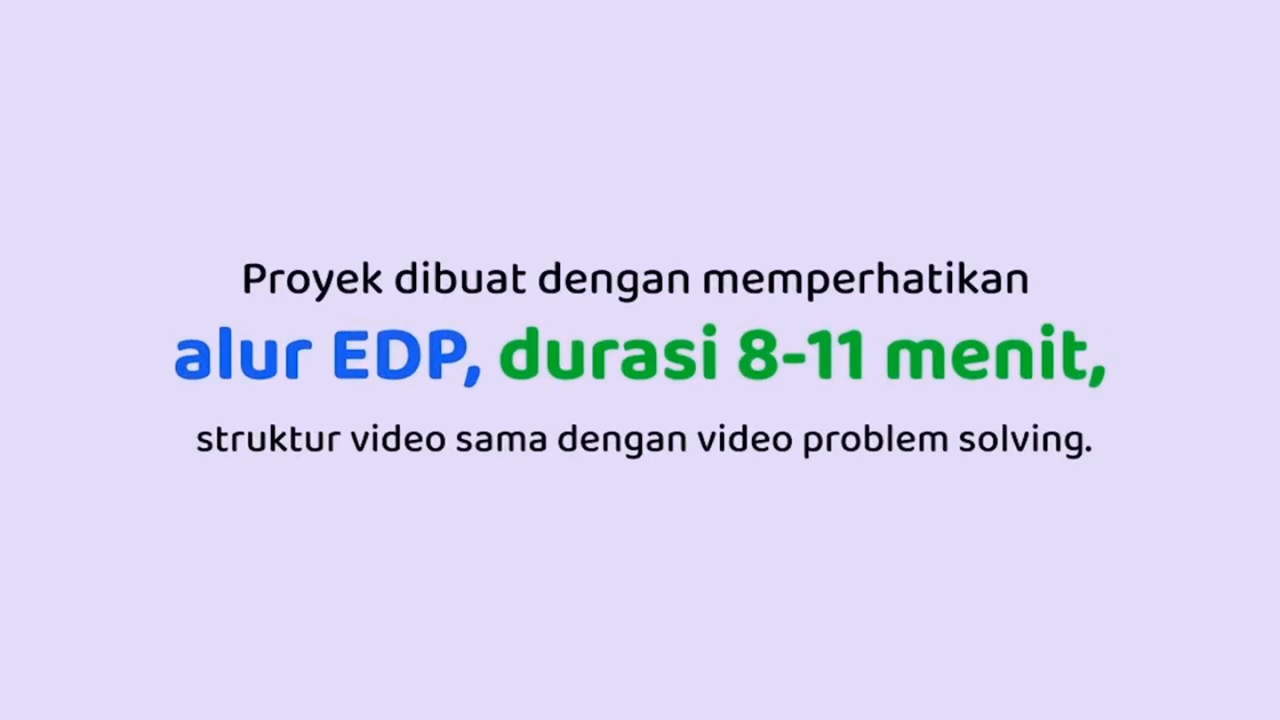 Proyek dibuat dengan memperhatikan
alur EDP, durasi 8-11 menit,
struktur video sama dengan video problem solving.